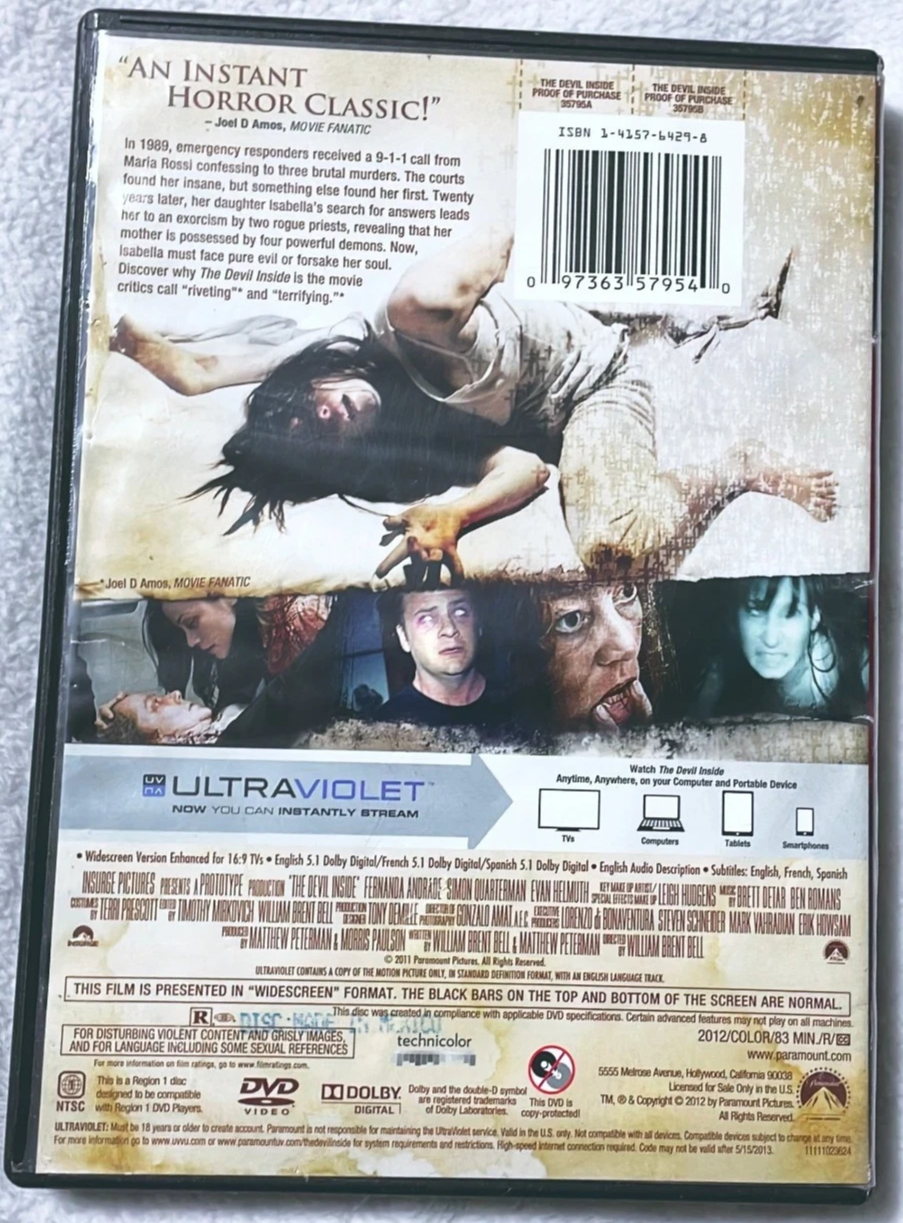 “AN INSTANT
HORROR CLASSIC!”
– Joel D Amos, MOVIE FANATIC
In 1989, emergency responders received a 9-1-1 call from
Maria Rossi confessing to three brutal murders. The courts
found her insane, but something else found her first. Twenty
years later, her daughter Isabella's search for answers leads
her to an exorcism by two rogue priests, revealing that her
mother is possessed by four powerful demons. Now,
Isabella must face pure evil or forsake her soul.
Discover why The Devil Inside is the movie
critics call “riveting”* and “terrifying.”*
THE DEVIL INSIDE
PROOF OF PURCHASE
35795A
THE DEVIL INSIDE
PROOF OF PURCHASE
35795B
ISBN 1-4157-6429-8
0 97363 57954 0
*Joel D Amos, MOVIE FANATIC
UV
ULTRAVIOLET™
NOW YOU CAN INSTANTLY STREAM
Watch The Devil Inside
Anytime, Anywhere, on your Computer and Portable Device
TVs
Computers
Tablets
Smartphones
• Widescreen Version Enhanced for 16:9 TVs • English 5.1 Dolby Digital/French 5.1 Dolby Digital/Spanish 5.1 Dolby Digital • English Audio Description • Subtitles: English, French, Spanish
INSURGE PICTURES PRESENTS A PROTOTYPE PRODUCTION "THE DEVIL INSIDE" FERNANDA ANDRADE SIMON QUARTERMAN EVAN HELMUTH KEY MAKE UP ARTIST/SPECIAL EFFECTS MAKE UP LEIGH HUDGENS MUSIC BY BRETT DETAR BEN ROMANS
COSTUMES BY TERRI PRESCOTT EDITED BY TIMOTHY MIRKOVICH WILLIAM BRENT BELL PRODUCTION DESIGNER TONY DEMILLE DIRECTOR OF PHOTOGRAPHY GONZALO AMAT A.E.C. EXECUTIVE PRODUCERS LORENZO di BONAVENTURA STEVEN SCHNEIDER MARK VAHRADIAN ERIK HOWSAM
PRODUCED BY MATTHEW PETERMAN & MORRIS PAULSON WRITTEN BY WILLIAM BRENT BELL & MATTHEW PETERMAN DIRECTED BY WILLIAM BRENT BELL
© 2011 Paramount Pictures. All Rights Reserved.
ULTRAVIOLET CONTAINS A COPY OF THE MOTION PICTURE ONLY, IN STANDARD DEFINITION FORMAT, WITH AN ENGLISH LANGUAGE TRACK.
THIS FILM IS PRESENTED IN "WIDESCREEN" FORMAT. THE BLACK BARS ON THE TOP AND BOTTOM OF THE SCREEN ARE NORMAL.
This disc was created in compliance with applicable DVD specifications. Certain advanced features may not play on all machines.
R
DISC MADE IN MEXICO
FOR DISTURBING VIOLENT CONTENT AND GRISLY IMAGES,
AND FOR LANGUAGE INCLUDING SOME SEXUAL REFERENCES
For more information on film ratings, go to www.filmratings.com.
technicolor
2012/COLOR/83 MIN./R/
www.paramount.com
NTSC
This is a Region 1 disc
designed to be compatible
with Region 1 DVD Players.
DVD
VIDEO
DOLBY
DIGITAL
Dolby and the double-D symbol
are registered trademarks
of Dolby Laboratories.
This DVD is
copy-protected!
5555 Melrose Avenue, Hollywood, California 90038
Licensed for Sale Only in the U.S.
TM, ® & Copyright © 2012 by Paramount Pictures.
All Rights Reserved.
Paramount
ULTRAVIOLET: Must be 18 years or older to create account. Paramount is not responsible for maintaining the UltraViolet service. Valid in the U.S. only. Not compatible with all devices. Compatible devices subject to change at any time.
For more information go to www.uvvu.com or www.paramountuv.com/thedevilinside for system requirements and restrictions. High-speed Internet connection required. Code may not be valid after 5/15/2013.
11111023624